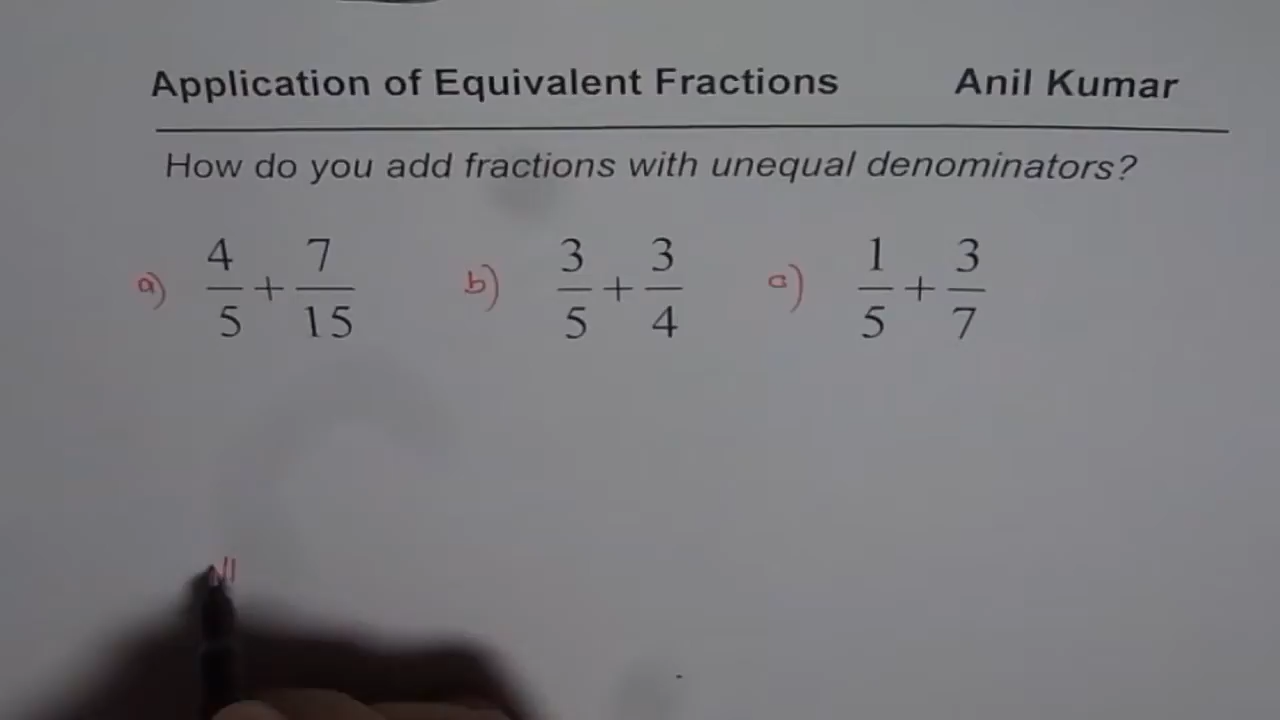 Application of Equivalent Fractions Anil Kumar
How do you add fractions with unequal denominators?
a) 4/5 + 7/15 b) 3/5 + 3/4 c) 1/5 + 3/7